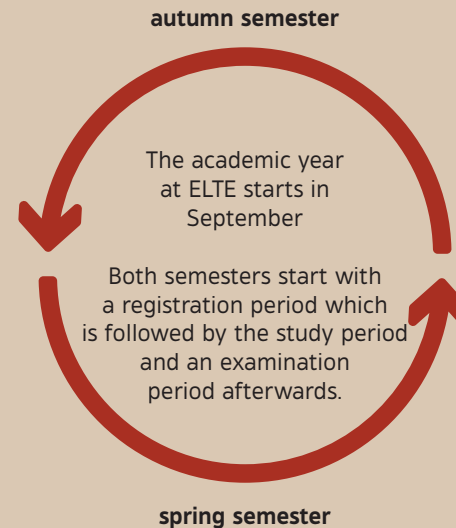 autumn semester
The academic year
at ELTE starts in
September
Both semesters start with
a registration period which
is followed by the study period
and an examination
period afterwards.
spring semester